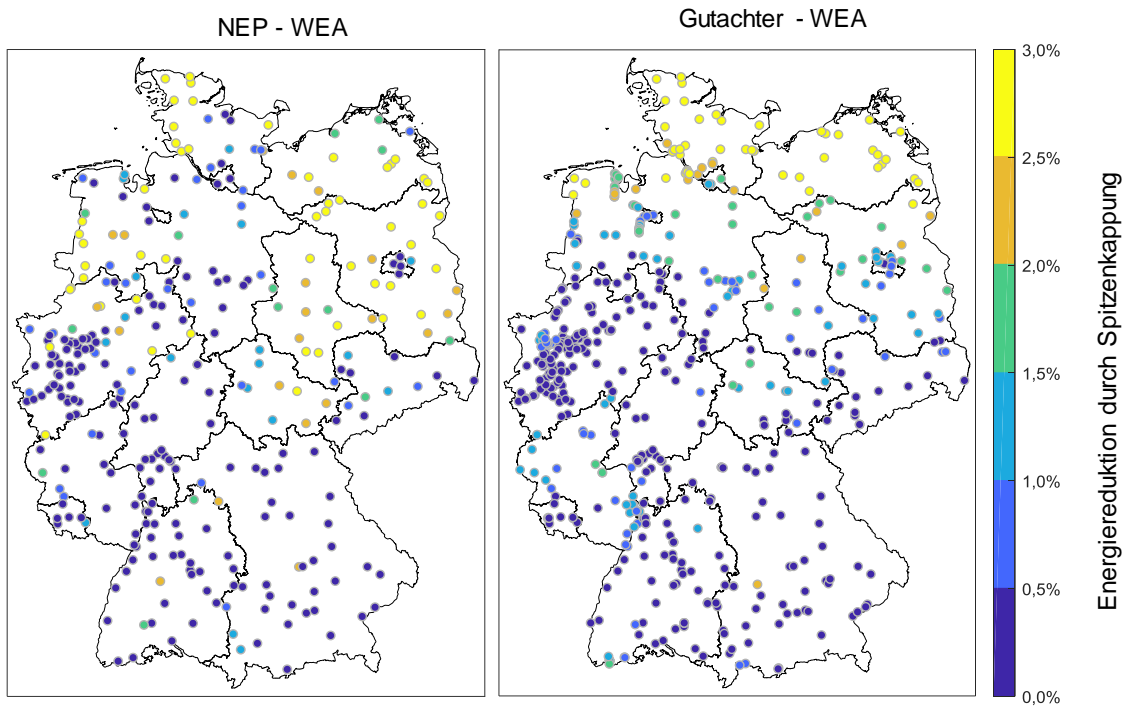 NEP - WEA
Gutachter - WEA
3,0%
2,5%
2,0%
1,5%
1,0%
0,5%
0,0%
Energiereduktion durch Spitzenkappung